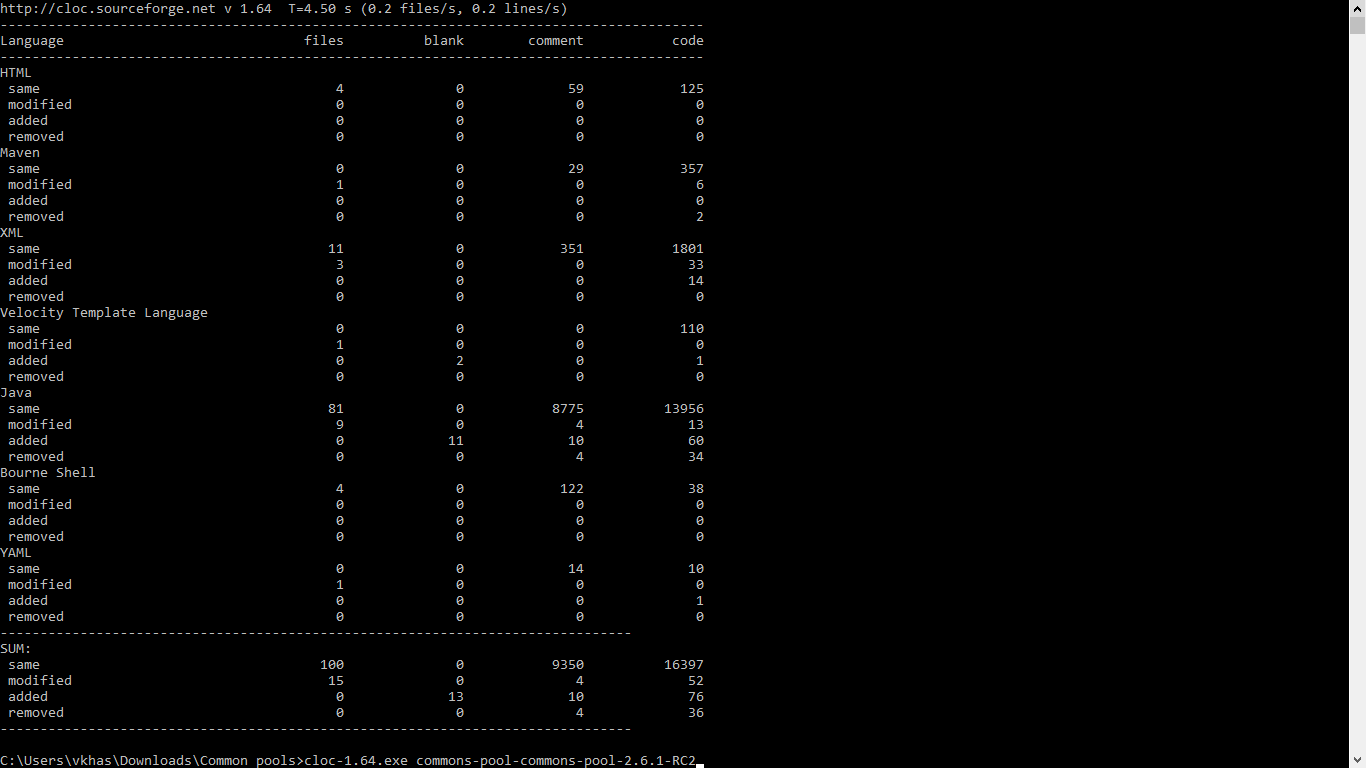 http://cloc.sourceforge.net v 1.64  T=4.50 s (0.2 files/s, 0.2 lines/s)
----------------------------------------------------------------------------------------
Language                              files          blank        comment           code
----------------------------------------------------------------------------------------
HTML
 same                                     4              0             59            125
 modified                                 0              0              0              0
 added                                    0              0              0              0
 removed                                  0              0              0              0
Maven
 same                                     0              0             29            357
 modified                                 1              0              0              6
 added                                    0              0              0              0
 removed                                  0              0              0              2
XML
 same                                    11              0            351           1801
 modified                                 3              0              0             33
 added                                    0              0              0             14
 removed                                  0              0              0              0
Velocity Template Language
 same                                     0              0              0            110
 modified                                 1              0              0              0
 added                                    0              2              0              1
 removed                                  0              0              0              0
Java
 same                                    81              0           8775          13956
 modified                                 9              0              4             13
 added                                    0             11             10             60
 removed                                  0              0              4             34
Bourne Shell
 same                                     4              0            122             38
 modified                                 0              0              0              0
 added                                    0              0              0              0
 removed                                  0              0              0              0
YAML
 same                                     0              0             14             10
 modified                                 1              0              0              0
 added                                    0              0              0              1
 removed                                  0              0              0              0
-------------------------------------------------------------------------------
SUM:
 same                                   100              0           9350          16397
 modified                                15              0              4             52
 added                                    0             13             10             76
 removed                                  0              0              4             36
-------------------------------------------------------------------------------
C:\Users\vkhas\Downloads\Common pools>cloc-1.64.exe commons-pool-commons-pool-2.6.1-RC2